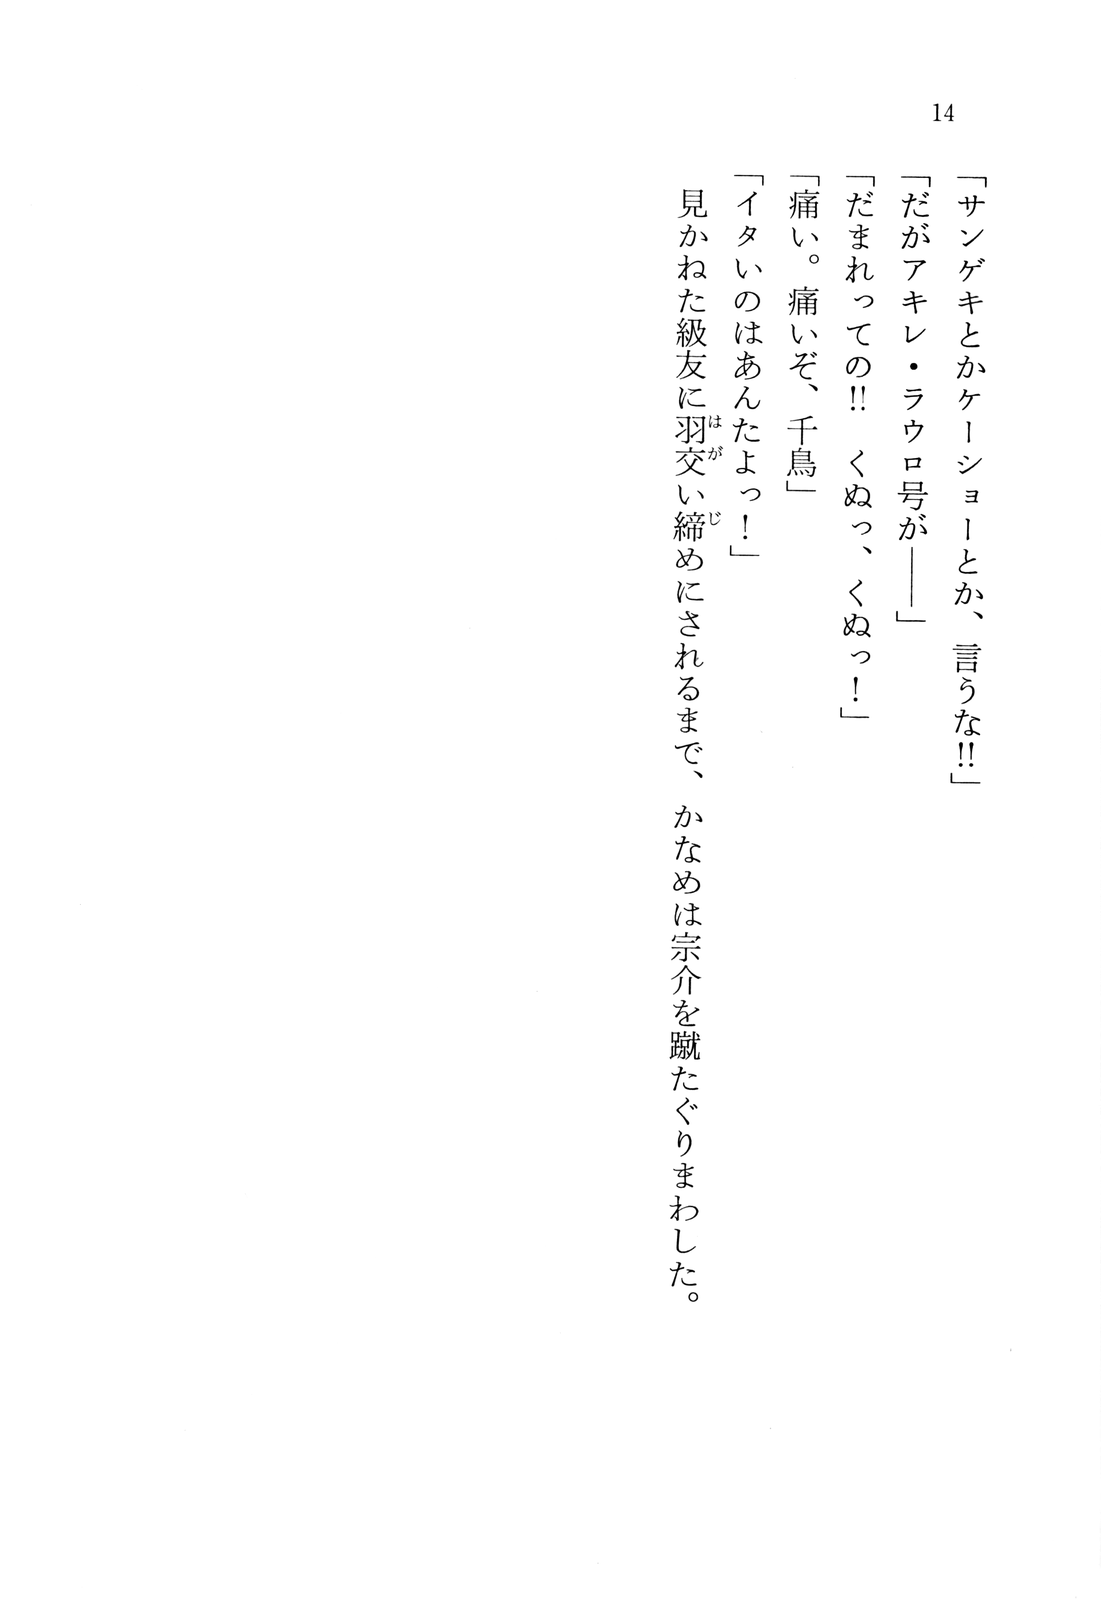 14
「サンゲキとかケーショーとか、言うな!!」
「だがアキレ・ラウロ号が――」
「だまれっての!!　くぬっ、くぬっ！」
「痛い。痛いぞ、千鳥」
「イタいのはあんたよっ！」
　見かねた級友に羽交い締めにされるまで、かなめは宗介を蹴たぐりまわした。
はが
じ